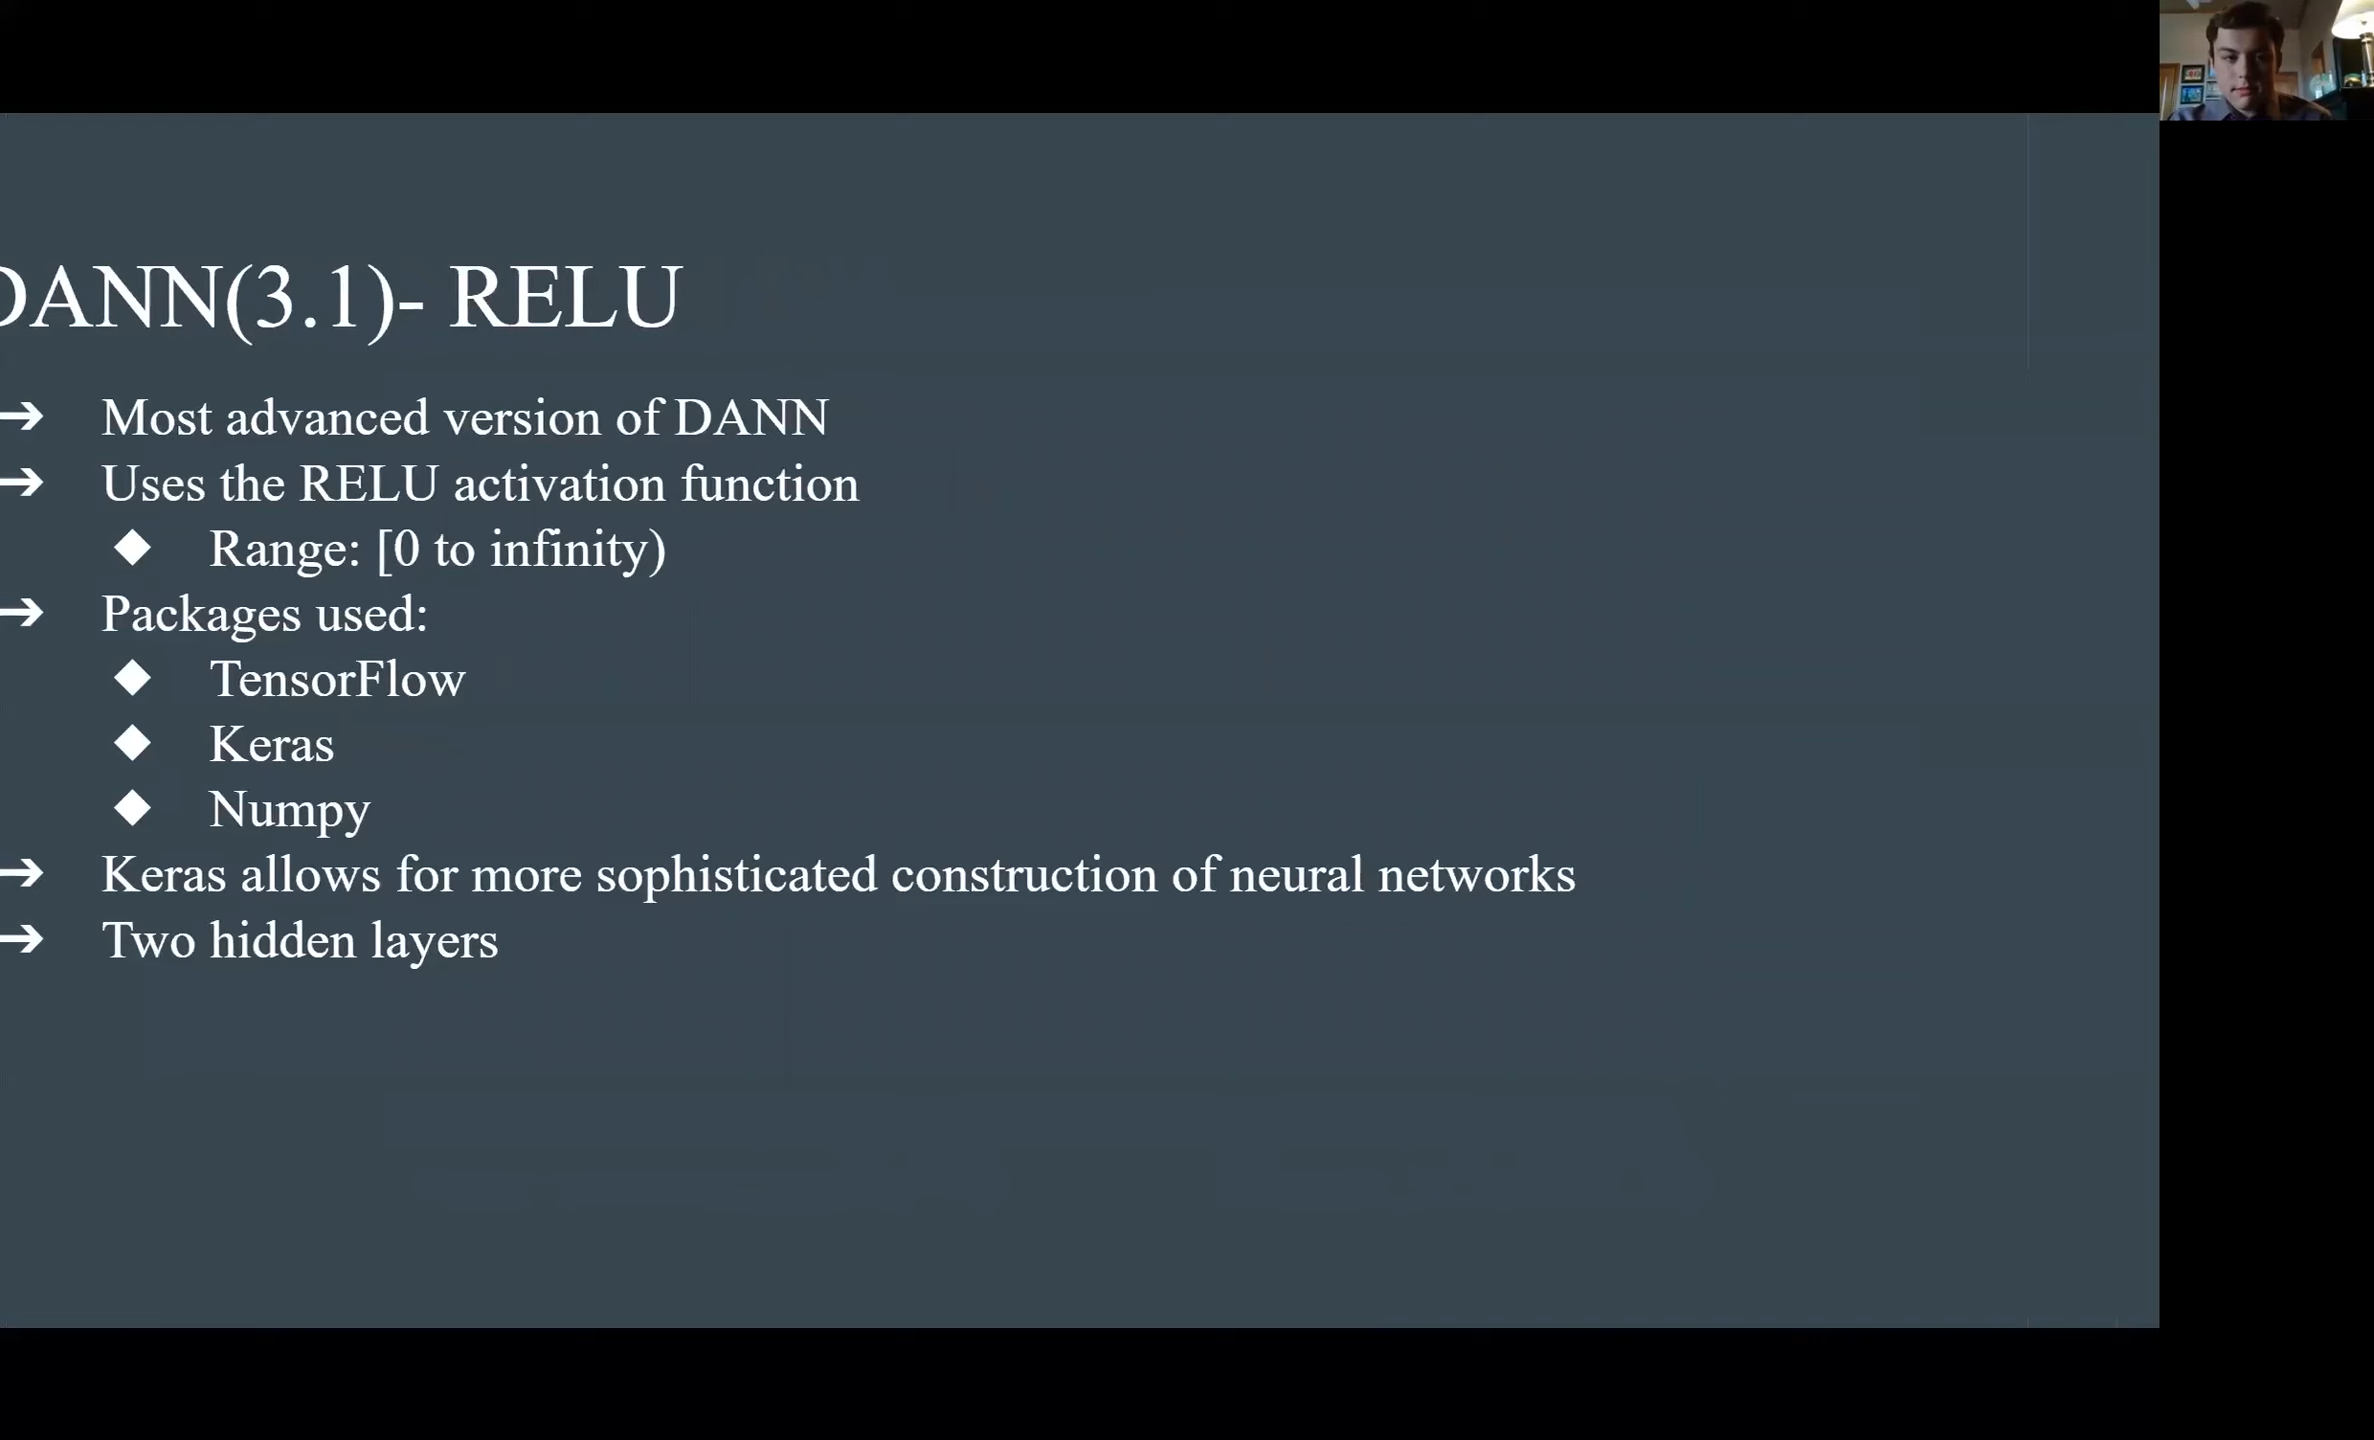 DANN(3.1)- RELU
Most advanced version of DANN
Uses the RELU activation function
Range: [0 to infinity)
Packages used:
TensorFlow
Keras
Numpy
Keras allows for more sophisticated construction of neural networks
Two hidden layers